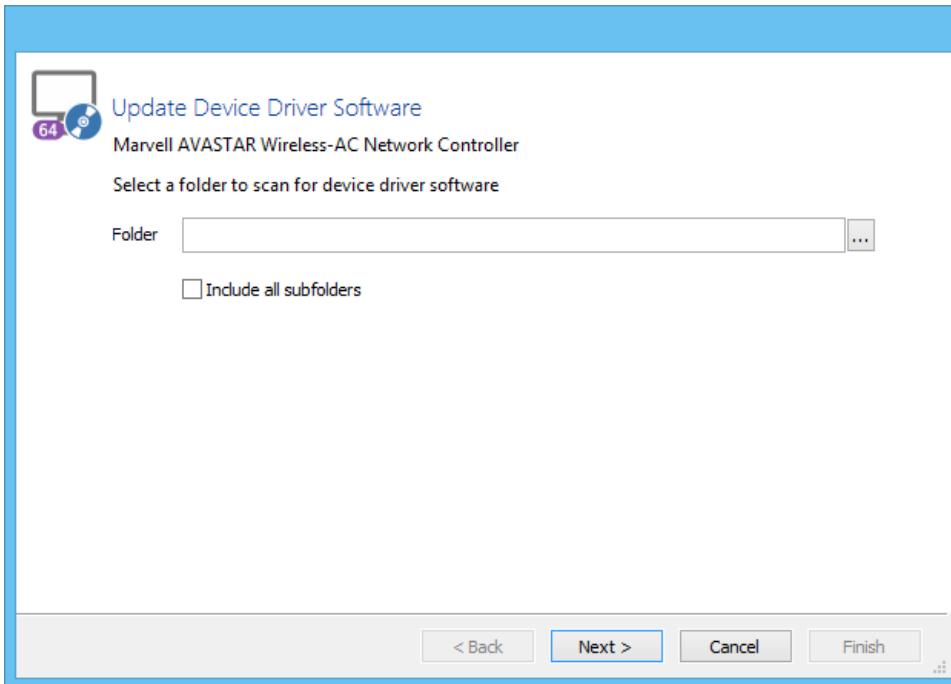 64
Update Device Driver Software
Marvell AVASTAR Wireless-AC Network Controller
Select a folder to scan for device driver software
Folder
...
Include all subfolders
< Back Next > Cancel Finish